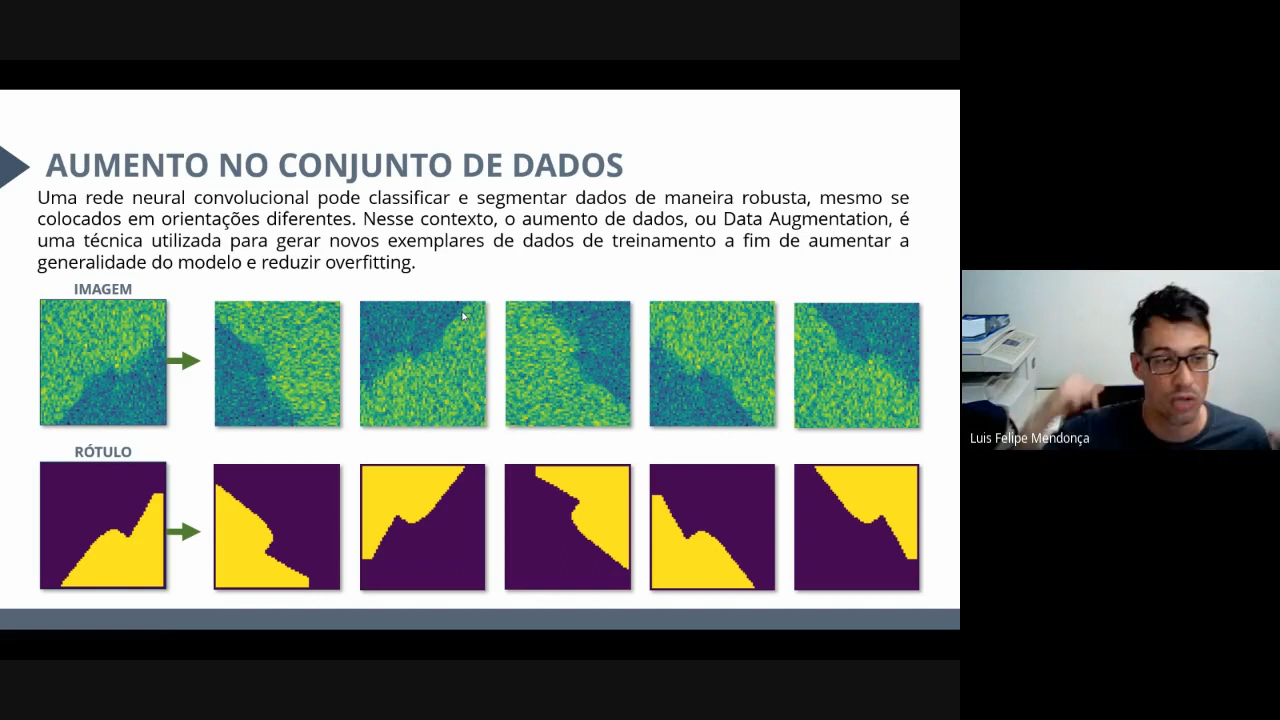 AUMENTO NO CONJUNTO DE DADOS
Uma rede neural convolucional pode classificar e segmentar dados de maneira robusta, mesmo se
colocados em orientações diferentes. Nesse contexto, o aumento de dados, ou Data Augmentation, é
uma técnica utilizada para gerar novos exemplares de dados de treinamento a fim de aumentar a
generalidade do modelo e reduzir overfitting.
IMAGEM
RÓTULO
Luis Felipe Mendonça